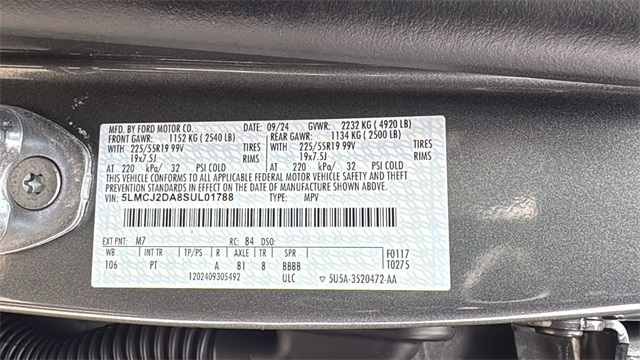 MFD. BY FORD MOTOR CO. DATE: 09/24 GVWR: 2232 KG ( 4920 LB)
FRONT GAWR: 1152 KG ( 2540 LB) REAR GAWR: 1134 KG ( 2500 LB)
WITH 225/55R19 99V TIRES WITH 225/55R19 99V TIRES
19x7.5J RIMS 19x7.5J RIMS
AT 220 kPa/ 32 PSI COLD AT 220 kPa/ 32 PSI COLD
THIS VEHICLE CONFORMS TO ALL APPLICABLE FEDERAL MOTOR VEHICLE SAFETY AND THEFT
PREVENTION STANDARDS IN EFFECT ON THE DATE OF MANUFACTURE SHOWN ABOVE.
VIN: 5LMCJ2DA8SUL01788 TYPE: MPV
EXT PNT: M7 RC: 84 DSO:
WB INT TR TP/PS R AXLE TR SPR F0117
106 PT A 81 8 BBBB T0275
1202409305492 ULC ▽ 5U5A-3520472-AA